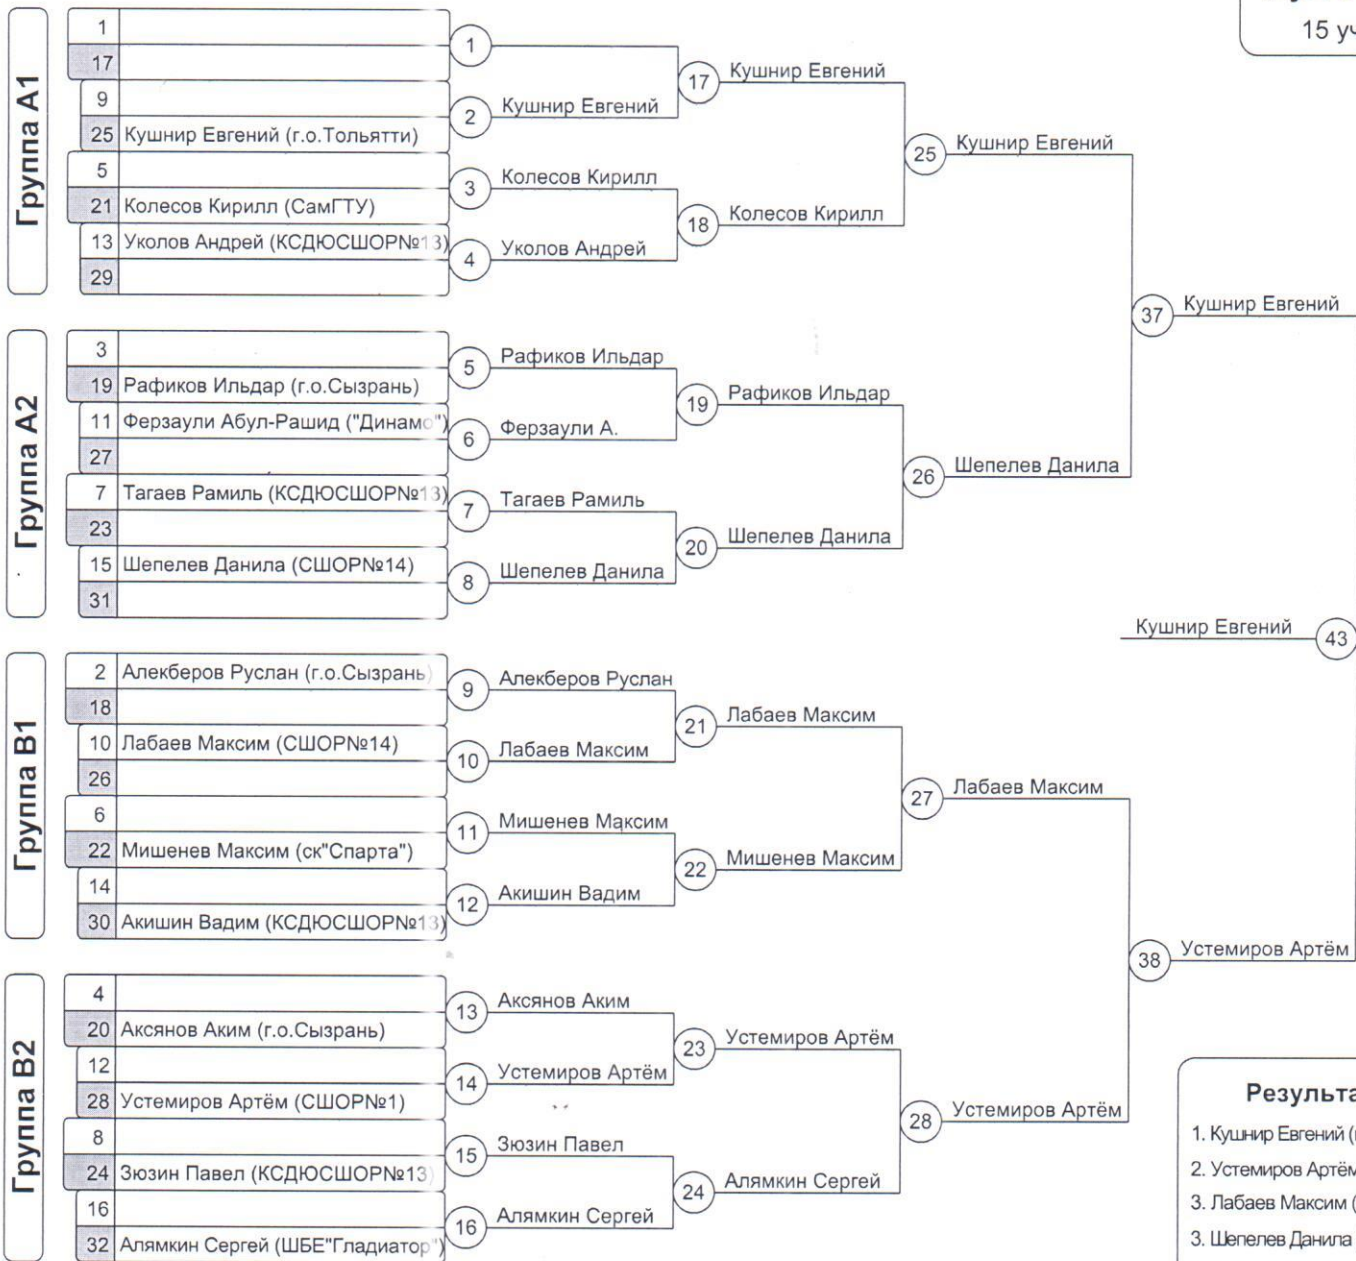 15 уч
Группа А1
1
17
9
25 Кушнир Евгений (г.о.Тольятти)
5
21 Колесов Кирилл (СамГТУ)
13 Уколов Андрей (КСДЮСШОР№13)
29
1
2 Кушнир Евгений
3 Колесов Кирилл
4 Уколов Андрей
17 Кушнир Евгений
18 Колесов Кирилл
25 Кушнир Евгений
Группа А2
3
19 Рафиков Ильдар (г.о.Сызрань)
11 Ферзаули Абул-Рашид ("Динамо")
27
7 Тагаев Рамиль (КСДЮСШОР№13)
23
15 Шепелев Данила (СШОР№14)
31
5 Рафиков Ильдар
6 Ферзаули А.
7 Тагаев Рамиль
8 Шепелев Данила
19 Рафиков Ильдар
20 Шепелев Данила
26 Шепелев Данила
37 Кушнир Евгений
Кушнир Евгений 43
Группа В1
2 Алекберов Руслан (г.о.Сызрань)
18
10 Лабаев Максим (СШОР№14)
26
6
22 Мишенев Максим (ск"Спарта")
14
30 Акишин Вадим (КСДЮСШОР№13)
9 Алекберов Руслан
10 Лабаев Максим
11 Мишенев Максим
12 Акишин Вадим
21 Лабаев Максим
22 Мишенев Максим
27 Лабаев Максим
Группа В2
4
20 Аксянов Аким (г.о.Сызрань)
12
28 Устемиров Артём (СШОР№1)
8
24 Зюзин Павел (КСДЮСШОР№13)
16
32 Алямкин Сергей (ШБЕ"Гладиатор")
13 Аксянов Аким
14 Устемиров Артём
15 Зюзин Павел
16 Алямкин Сергей
23 Устемиров Артём
24 Алямкин Сергей
28 Устемиров Артём
38 Устемиров Артём
Результа
1. Кушнир Евгений (
2. Устемиров Артём
3. Лабаев Максим (
3. Шепелев Данила